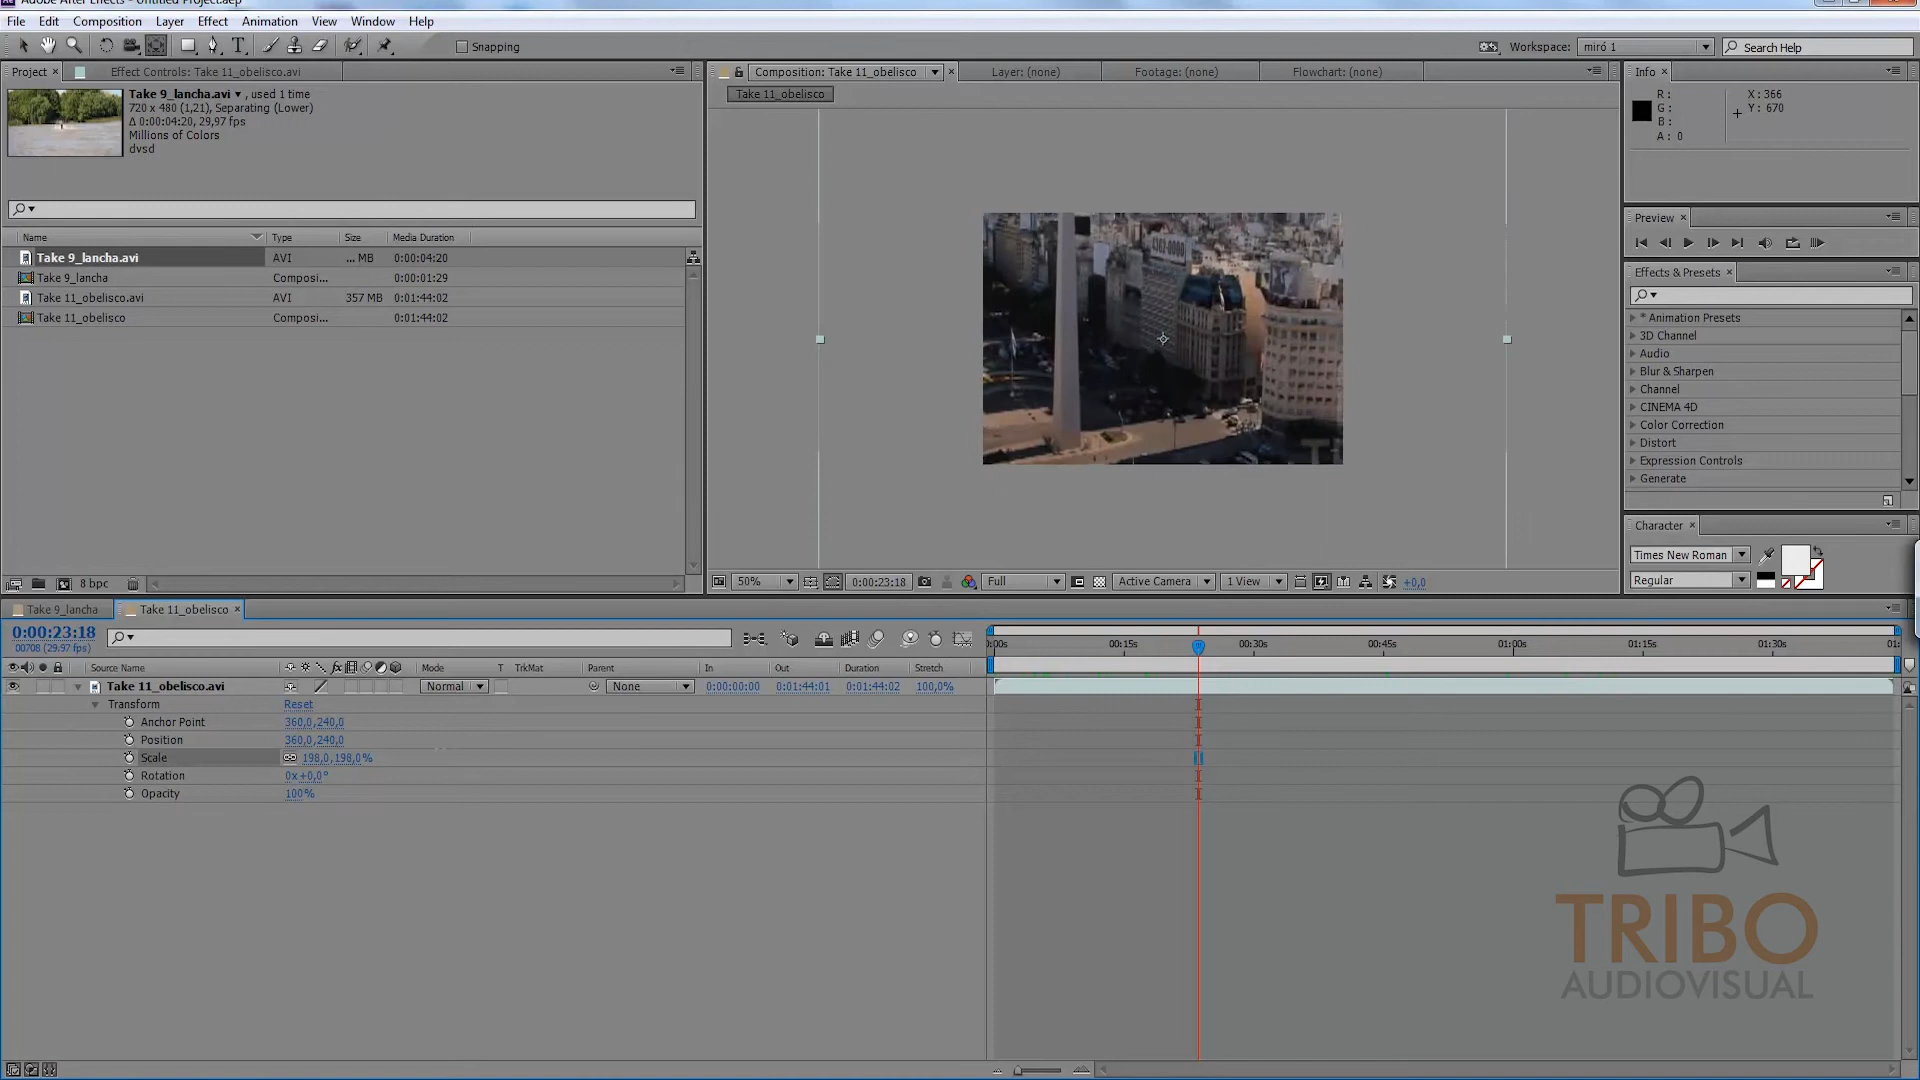 Adobe After Effects - Untitled Project.aep
File Edit Composition Layer Effect Animation View Window Help
Snapping Workspace: miró 1 Search Help
Project × Effect Controls: Take 11_obelisco.avi
Composition: Take 11_obelisco × Layer: (none) Footage: (none) Flowchart: (none)
Info ×
Take 9_lancha.avi ▼ , used 1 time
720 x 480 (1,21), Separating (Lower)
Δ 0:00:04:20, 29,97 fps
Millions of Colors
dvsd
Take 11_obelisco
R :
G :
B :
A : 0
X : 366
Y : 670
Name Type Size Media Duration
Take 9_lancha.avi AVI ... MB 0:00:04:20
Take 9_lancha Composi... 0:00:01:29
Take 11_obelisco.avi AVI 357 MB 0:01:44:02
Take 11_obelisco Composi... 0:01:44:02
4362-0000
Preview ×
Effects & Presets ×
* Animation Presets
3D Channel
Audio
Blur & Sharpen
Channel
CINEMA 4D
Color Correction
Distort
Expression Controls
Generate
Character ×
Times New Roman
Regular
8 bpc
50% 0:00:23:18 Full Active Camera 1 View +0,0
Take 9_lancha Take 11_obelisco ×
0:00:23:18
00708 (29.97 fps)
00:15s 00:30s 00:45s 01:00s 01:15s 01:30s
Source Name Mode T TrkMat Parent In Out Duration Stretch
Take 11_obelisco.avi Normal None 0:00:00:00 0:01:44:01 0:01:44:02 100,0%
Transform Reset
Anchor Point 360,0,240,0
Position 360,0,240,0
Scale 198,0,198,0%
Rotation 0x+0,0°
Opacity 100%
TRIBO
AUDIOVISUAL